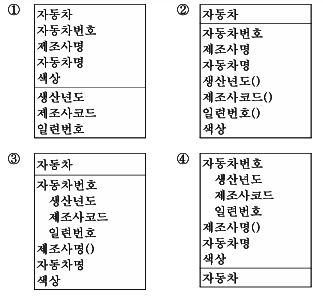 ①
자동차
자동차번호
제조사명
자동차명
색상
생산년도
제조사코드
일련번호
②
자동차
자동차번호
제조사명
자동차명
생산년도()
제조사코드()
일련번호()
색상
③
자동차
자동차번호
생산년도
제조사코드
일련번호
제조사명()
자동차명
색상
④
자동차번호
생산년도
제조사코드
일련번호
제조사명()
자동차명
색상
자동차